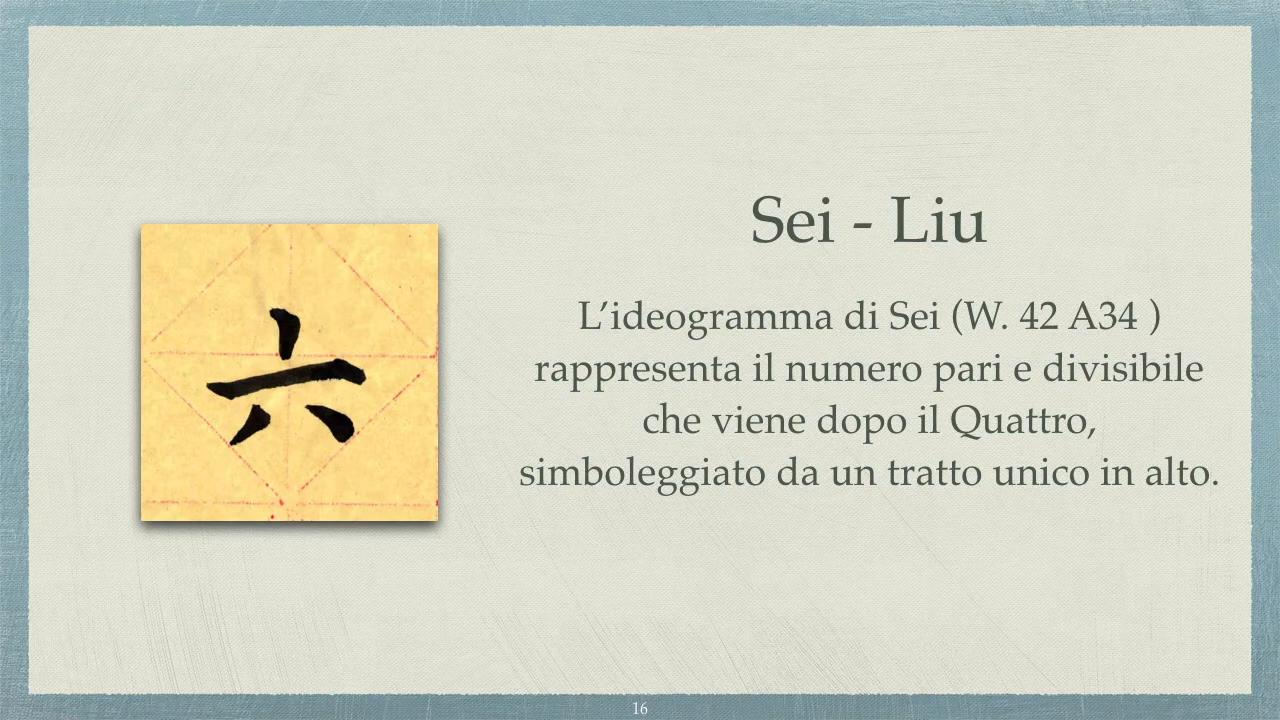 六
Sei - Liu
L’ideogramma di Sei (W. 42 A34 )
rappresenta il numero pari e divisibile
che viene dopo il Quattro,
simboleggiato da un tratto unico in alto.
16